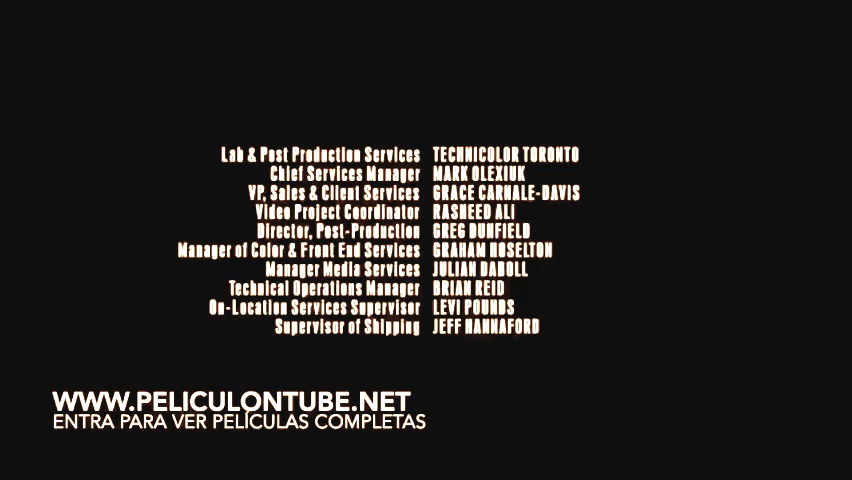 Lab & Post Production Services TECHNICOLOR TORONTO
Chief Services Manager MARK OLEXIUK
VP, Sales & Client Services GRACE CARNALE-DAVIS
Video Project Coordinator RASHEED ALI
Director, Post-Production GREG DUNFIELD
Manager of Color & Front End Services GRAHAM HOSELTON
Manager Media Services JULIAN DABOLL
Technical Operations Manager BRIAN REID
On-Location Services Supervisor LEVI POUNDS
Supervisor of Shipping JEFF HANNAFORD
WWW.PELICULONTUBE.NET
ENTRA PARA VER PELÍCULAS COMPLETAS